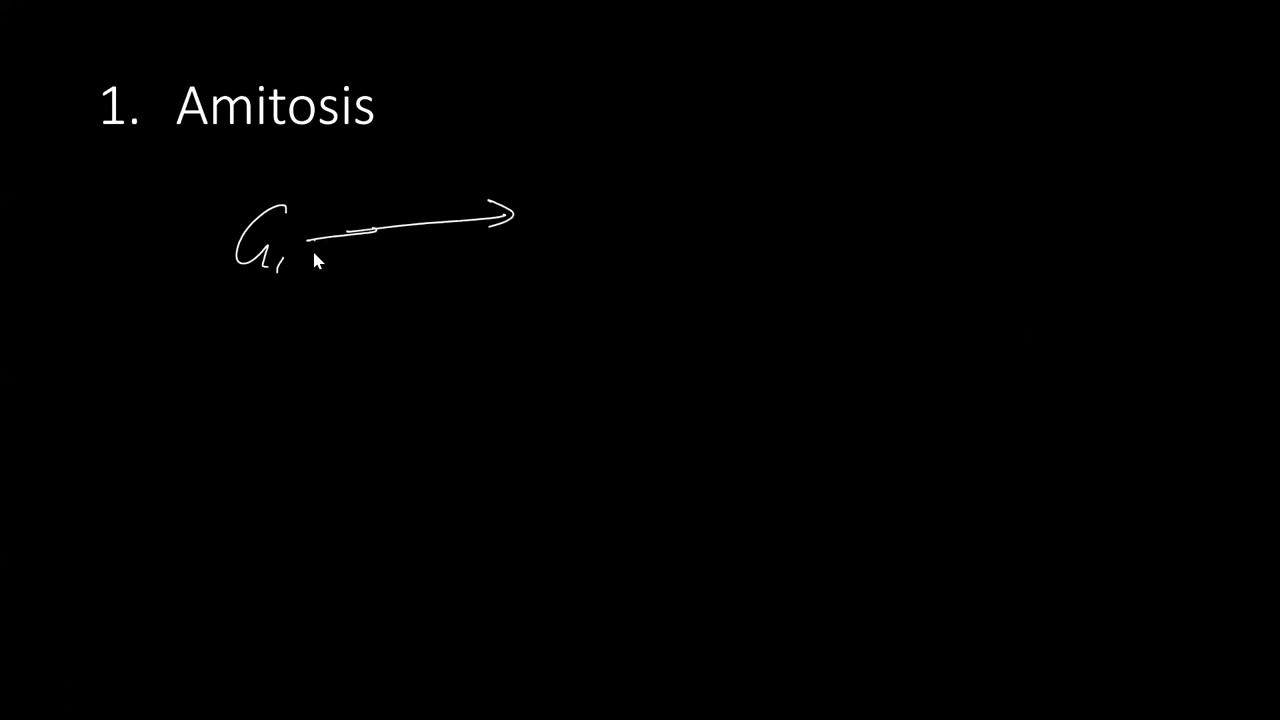 1. Amitosis
G₁ →